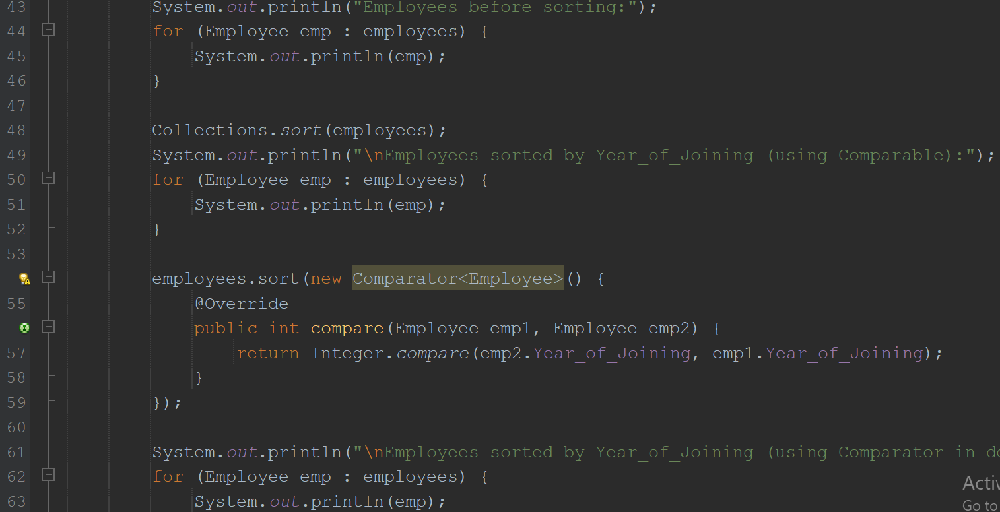 43 System.out.println("Employees before sorting:");
44 for (Employee emp : employees) {
45 System.out.println(emp);
46 }
47
48 Collections.sort(employees);
49 System.out.println("\nEmployees sorted by Year_of_Joining (using Comparable):");
50 for (Employee emp : employees) {
51 System.out.println(emp);
52 }
53
employees.sort(new Comparator<Employee>() {
55 @Override
public int compare(Employee emp1, Employee emp2) {
57 return Integer.compare(emp2.Year_of_Joining, emp1.Year_of_Joining);
58 }
59 });
60
61 System.out.println("\nEmployees sorted by Year_of_Joining (using Comparator in de
62 for (Employee emp : employees) {
63 System.out.println(emp);
Activ
Go to